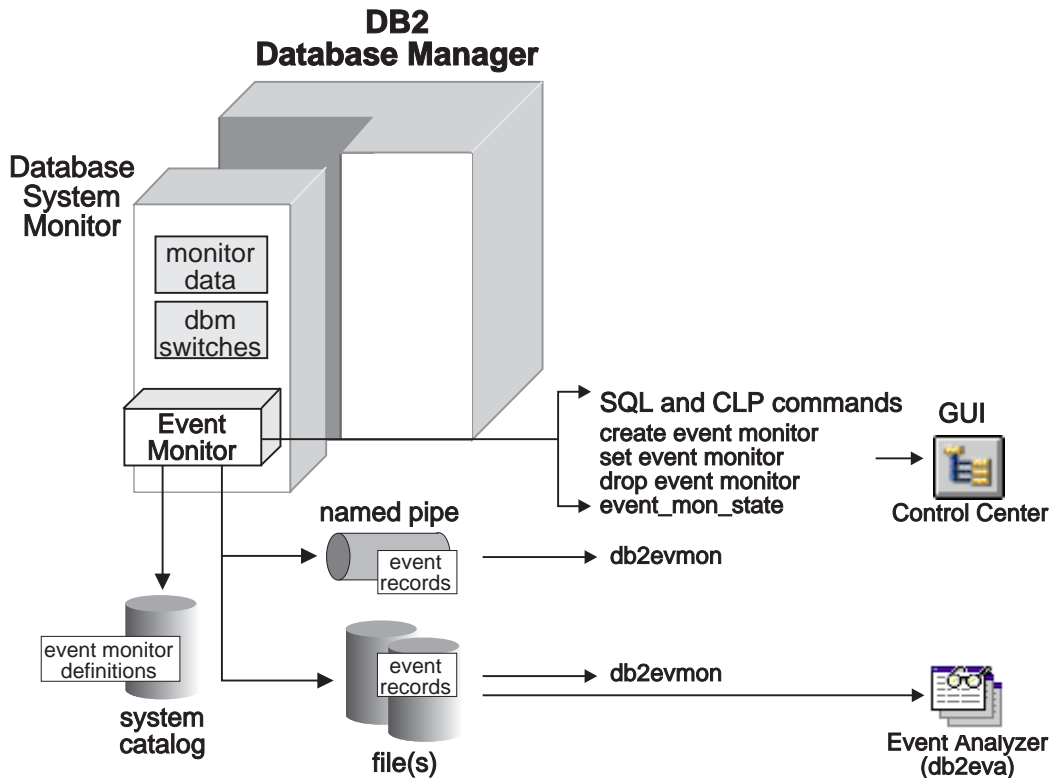 DB2
Database Manager
Database
System
Monitor
monitor
data
dbm
switches
Event
Monitor
SQL and CLP commands
create event monitor
set event monitor
drop event monitor
event_mon_state
GUI
Control Center
named pipe
event
records
db2evmon
event monitor
definitions
system
catalog
event
records
file(s)
db2evmon
Event Analyzer
(db2eva)